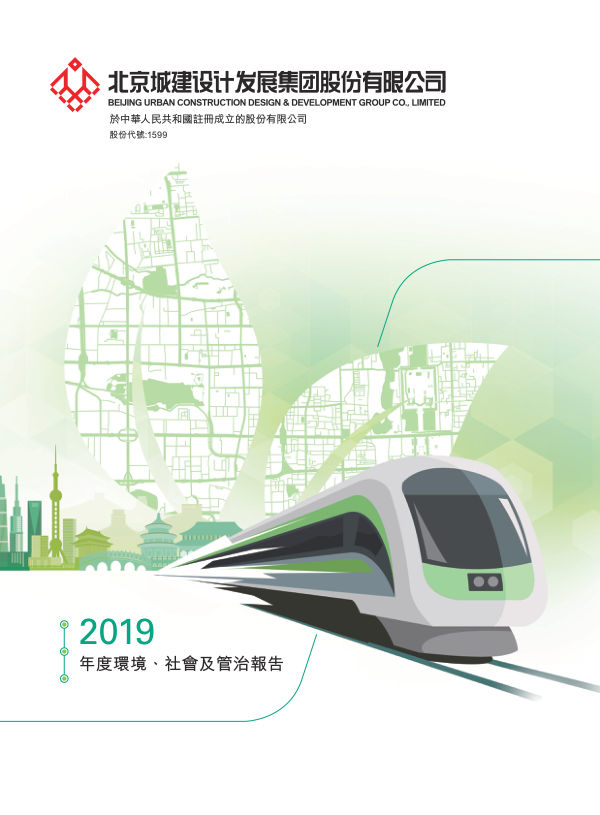 北京城建设计发展集团股份有限公司
BEIJING URBAN CONSTRUCTION DESIGN & DEVELOPMENT GROUP CO., LIMITED
於中華人民共和國註冊成立的股份有限公司
股份代號:1599
2019
年度環境、社會及管治報告